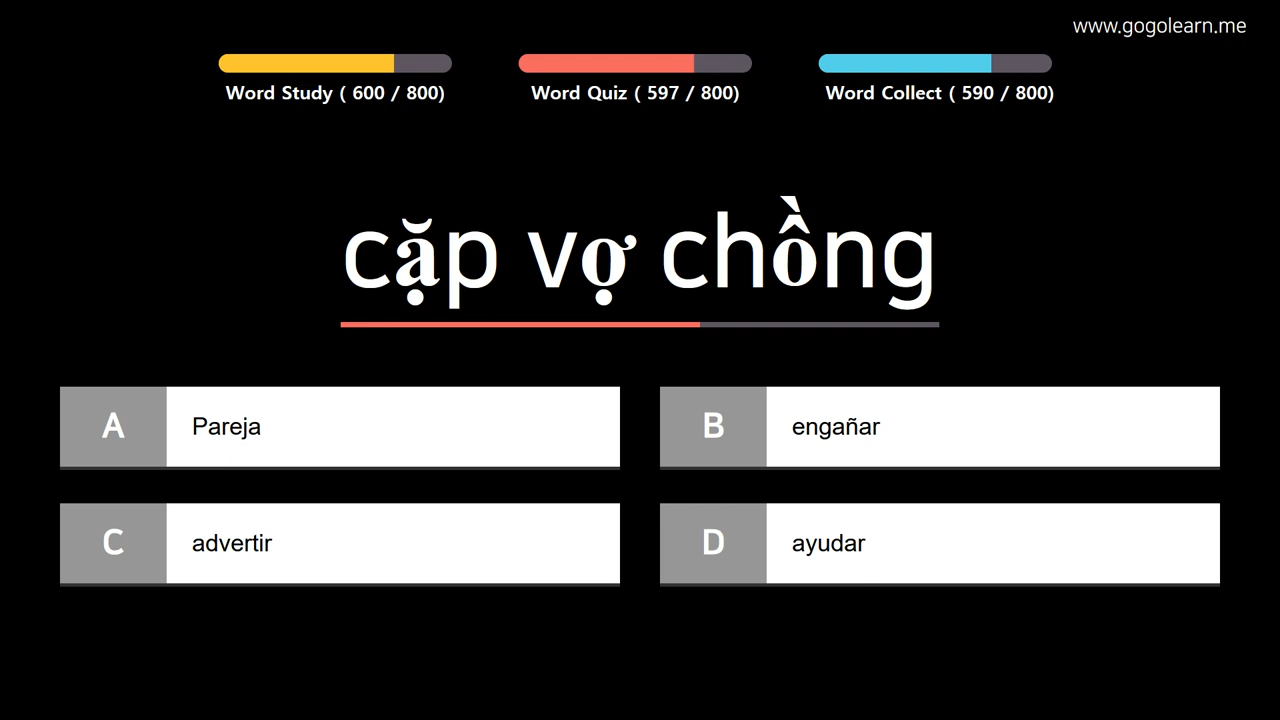 www.gogolearn.me
Word Study ( 600 / 800)
Word Quiz ( 597 / 800)
Word Collect ( 590 / 800)
cặp vợ chồng
A Pareja
B engañar
C advertir
D ayudar